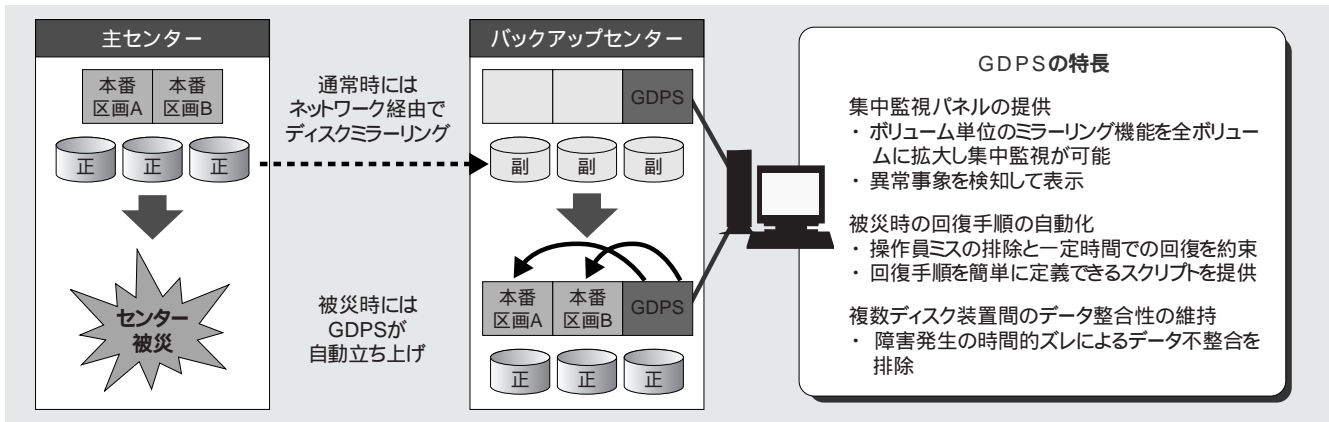 主センター
本番
区画A
本番
区画B
正
正
正
センター
被災
通常時には
ネットワーク経由で
ディスクミラーリング
被災時には
GDPSが
自動立ち上げ
バックアップセンター
GDPS
副
副
副
本番
区画A
本番
区画B
GDPS
正
正
正
GDPSの特長
集中監視パネルの提供
・ ボリューム単位のミラーリング機能を全ボリュー
ムに拡大し集中監視が可能
・ 異常事象を検知して表示
被災時の回復手順の自動化
・ 操作員ミスの排除と一定時間での回復を約束
・ 回復手順を簡単に定義できるスクリプトを提供
複数ディスク装置間のデータ整合性の維持
・ 障害発生の時間的ズレによるデータ不整合を
排除